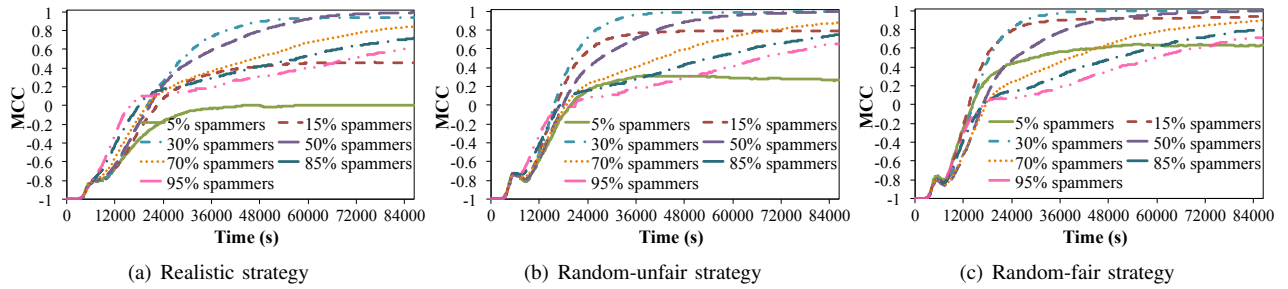 MCC
1
0.8
0.6
0.4
0.2
0
-0.2
-0.4
-0.6
-0.8
-1
5% spammers
15% spammers
30% spammers
50% spammers
70% spammers
85% spammers
95% spammers
0 12000 24000 36000 48000 60000 72000 84000
Time (s)
(a) Realistic strategy
MCC
1
0.8
0.6
0.4
0.2
0
-0.2
-0.4
-0.6
-0.8
-1
5% spammers
15% spammers
30% spammers
50% spammers
70% spammers
85% spammers
95% spammers
0 12000 24000 36000 48000 60000 72000 84000
Time (s)
(b) Random-unfair strategy
MCC
1
0.8
0.6
0.4
0.2
0
-0.2
-0.4
-0.6
-0.8
-1
5% spammers
15% spammers
30% spammers
50% spammers
70% spammers
85% spammers
95% spammers
0 12000 24000 36000 48000 60000 72000 84000
Time (s)
(c) Random-fair strategy